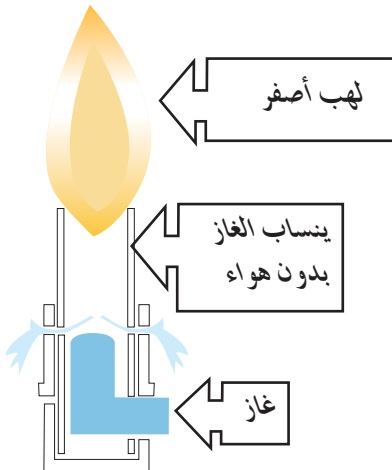 لهب أصفر
ينساب الغاز
بدون هواء
غاز